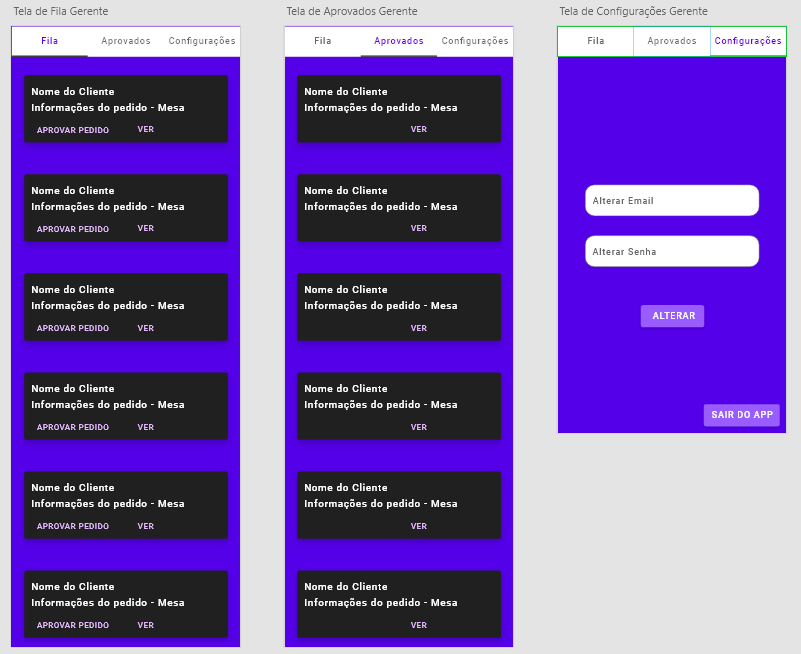 Tela de Fila Gerente
Fila Aprovados Configurações
Nome do Cliente
Informações do pedido - Mesa
APROVAR PEDIDO VER
Nome do Cliente
Informações do pedido - Mesa
APROVAR PEDIDO VER
Nome do Cliente
Informações do pedido - Mesa
APROVAR PEDIDO VER
Nome do Cliente
Informações do pedido - Mesa
APROVAR PEDIDO VER
Nome do Cliente
Informações do pedido - Mesa
APROVAR PEDIDO VER
Nome do Cliente
Informações do pedido - Mesa
APROVAR PEDIDO VER
Tela de Aprovados Gerente
Fila Aprovados Configurações
Nome do Cliente
Informações do pedido - Mesa
VER
Nome do Cliente
Informações do pedido - Mesa
VER
Nome do Cliente
Informações do pedido - Mesa
VER
Nome do Cliente
Informações do pedido - Mesa
VER
Nome do Cliente
Informações do pedido - Mesa
VER
Nome do Cliente
Informações do pedido - Mesa
VER
Tela de Configurações Gerente
Fila Aprovados Configurações
Alterar Email
Alterar Senha
ALTERAR
SAIR DO APP